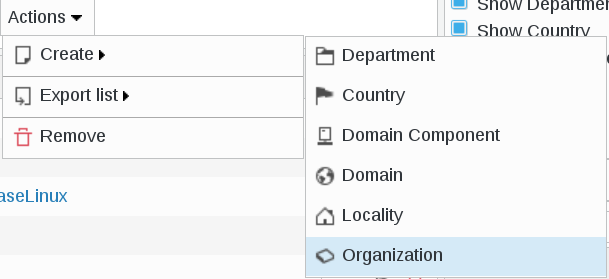 Actions
Show Departmen
Show Country
Create
Export list
Remove
Department
Country
Domain Component
Domain
Locality
Organization
aseLinux